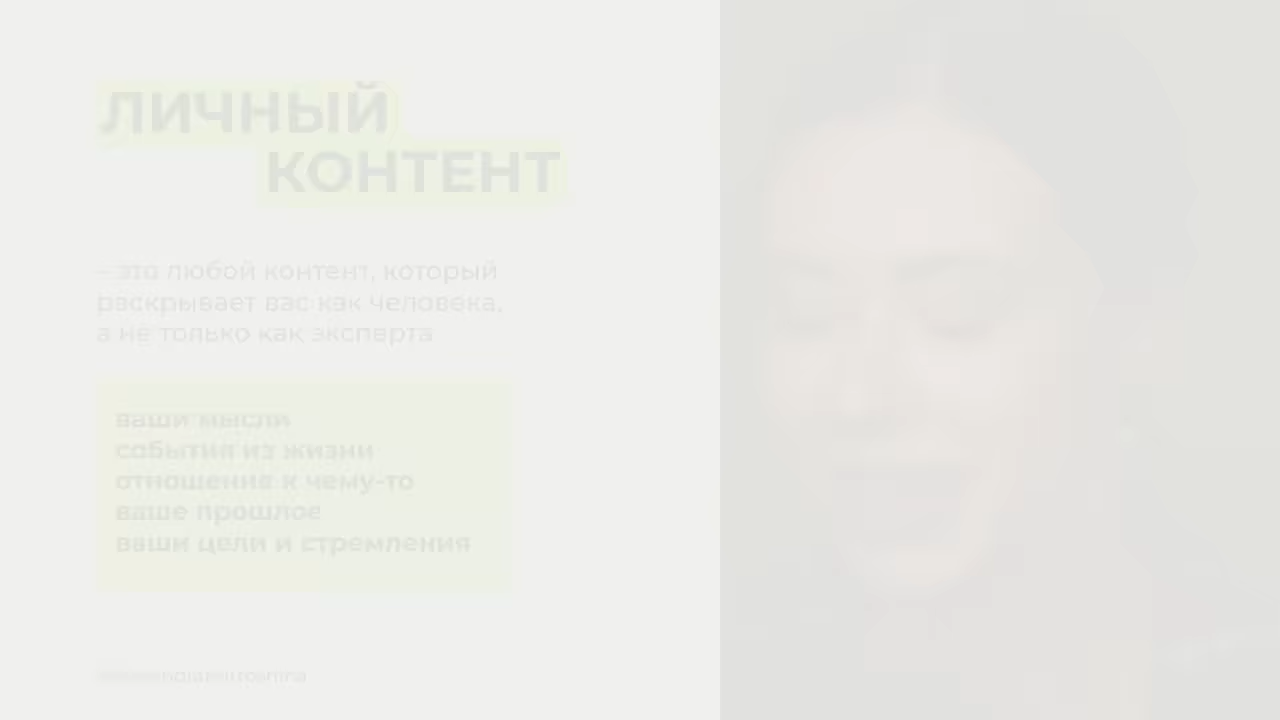 ЛИЧНЫЙ
КОНТЕНТ
– это любой контент, который
раскрывает вас как человека,
а не только как эксперта
ваши мысли
события из жизни
отношение к чему-то
ваше прошлое
ваши цели и стремления